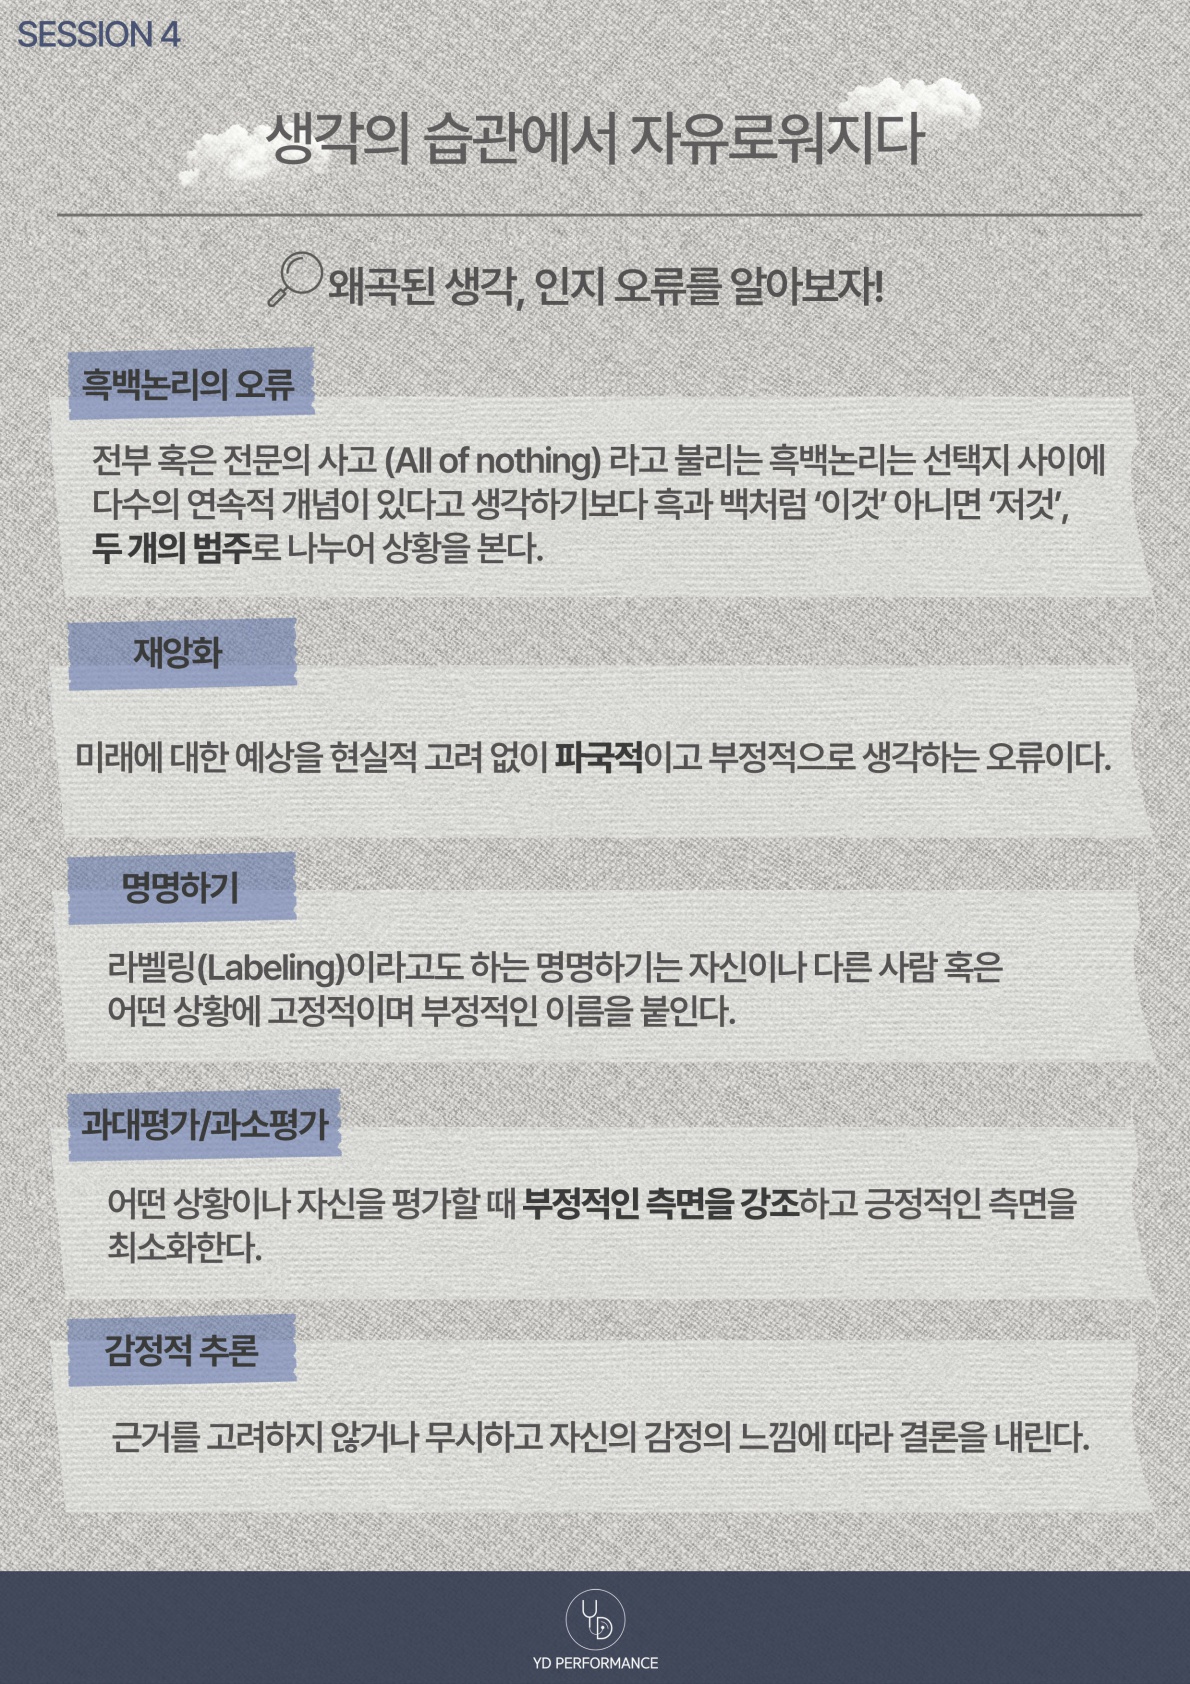 SESSION 4
생각의 습관에서 자유로워지다
왜곡된 생각, 인지 오류를 알아보자!
흑백논리의 오류
전부 혹은 전문의 사고 (All of nothing) 라고 불리는 흑백논리는 선택지 사이에
다수의 연속적 개념이 있다고 생각하기보다 흑과 백처럼 ‘이것’ 아니면 ‘저것’,
두 개의 범주로 나누어 상황을 본다.
재앙화
미래에 대한 예상을 현실적 고려 없이 파국적이고 부정적으로 생각하는 오류이다.
명명하기
라벨링(Labeling)이라고도 하는 명명하기는 자신이나 다른 사람 혹은
어떤 상황에 고정적이며 부정적인 이름을 붙인다.
과대평가/과소평가
어떤 상황이나 자신을 평가할 때 부정적인 측면을 강조하고 긍정적인 측면을
최소화한다.
감정적 추론
근거를 고려하지 않거나 무시하고 자신의 감정의 느낌에 따라 결론을 내린다.
YD
YD PERFORMANCE